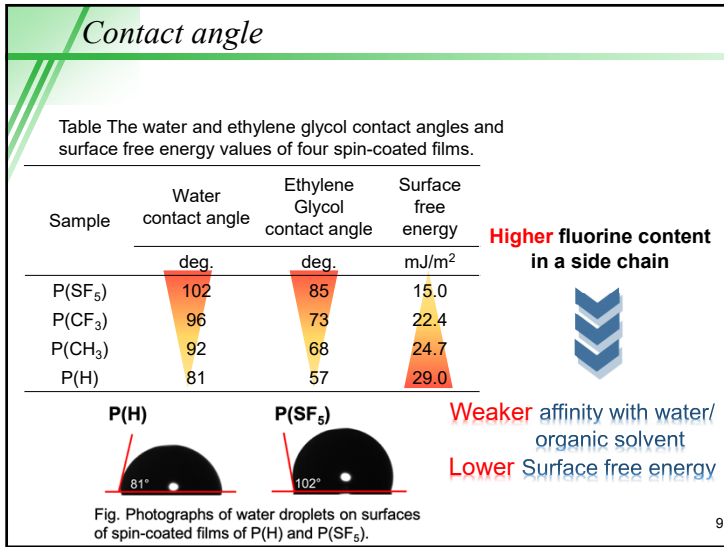 Contact angle
Table The water and ethylene glycol contact angles and
surface free energy values of four spin-coated films.
Sample Water contact angle Ethylene Glycol contact angle Surface free energy
deg. deg. mJ/m²
P(SF₅) 102 85 15.0
P(CF₃) 96 73 22.4
P(CH₃) 92 68 24.7
P(H) 81 57 29.0
Higher fluorine content
in a side chain
Weaker affinity with water/
organic solvent
Lower Surface free energy
P(H) P(SF₅)
81° 102°
Fig. Photographs of water droplets on surfaces
of spin-coated films of P(H) and P(SF₅).
9